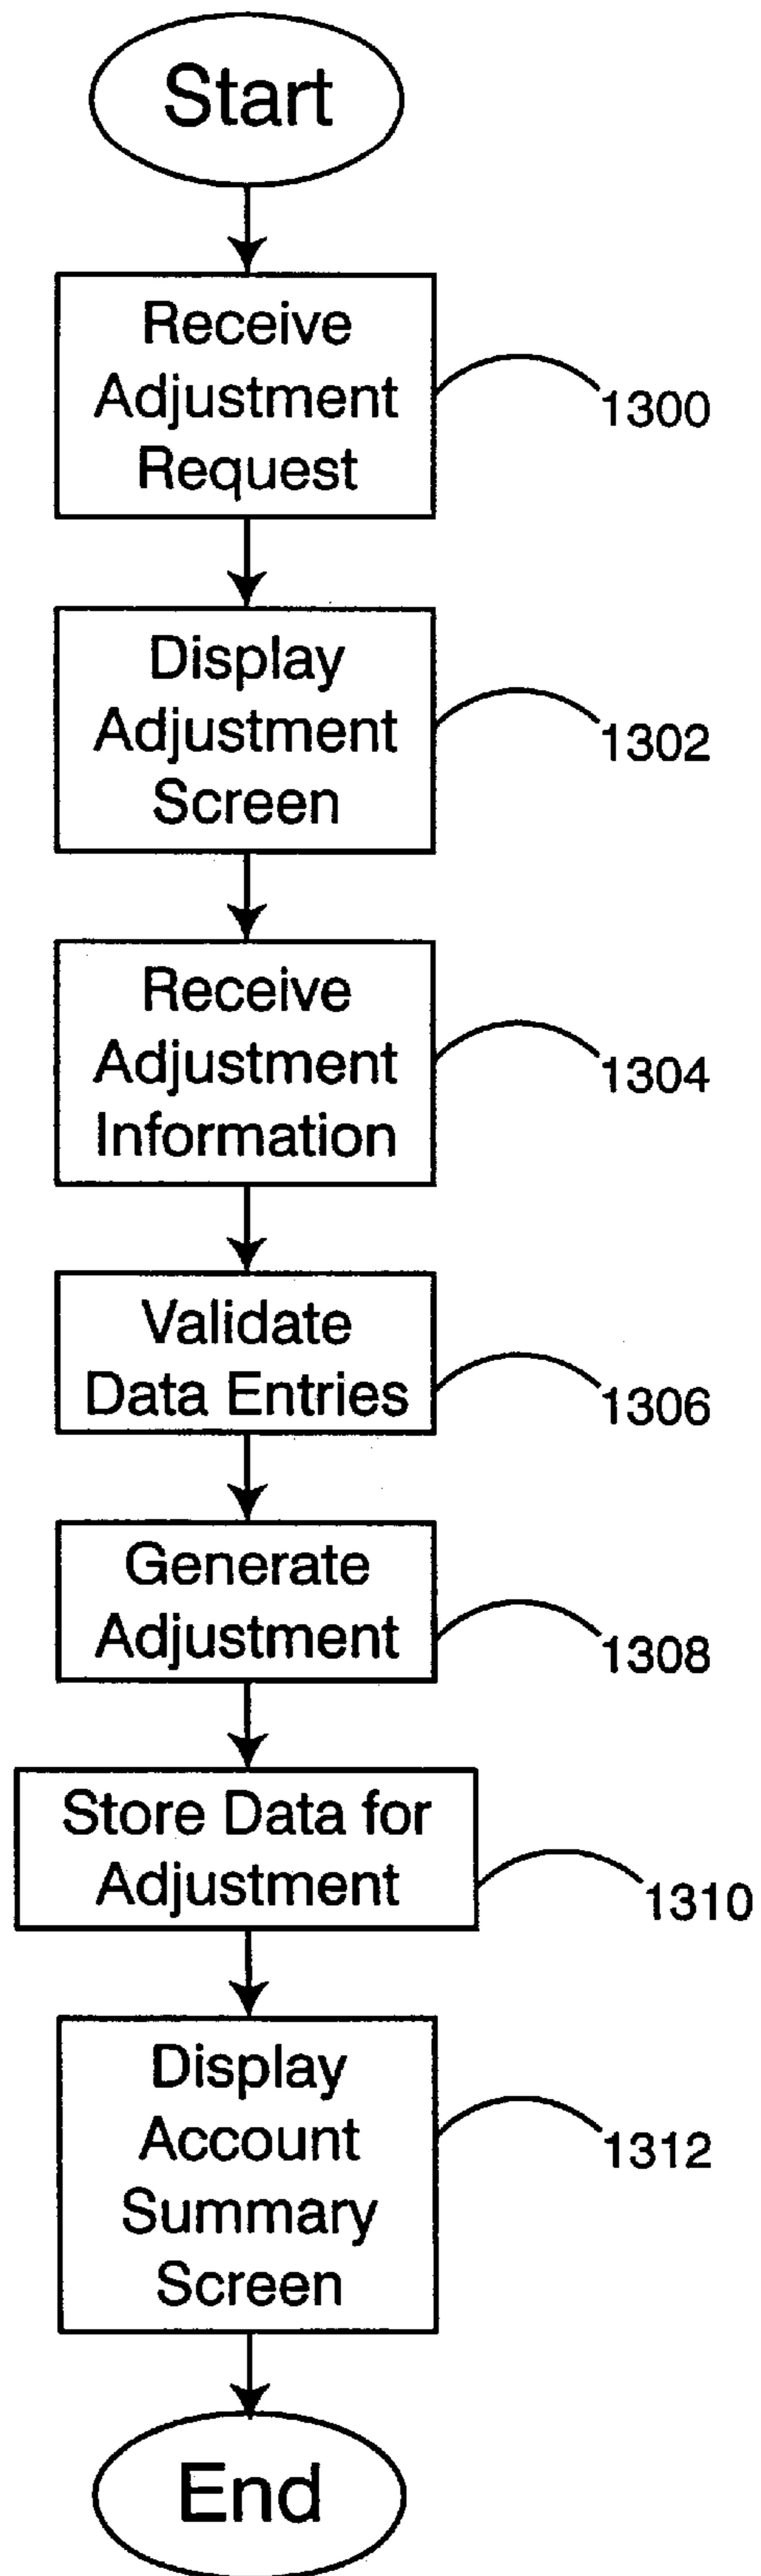 Start
Receive
Adjustment
Request
1300
Display
Adjustment
Screen
1302
Receive
Adjustment
Information
1304
Validate
Data Entries
1306
Generate
Adjustment
1308
Store Data for
Adjustment
1310
Display
Account
Summary
Screen
1312
End